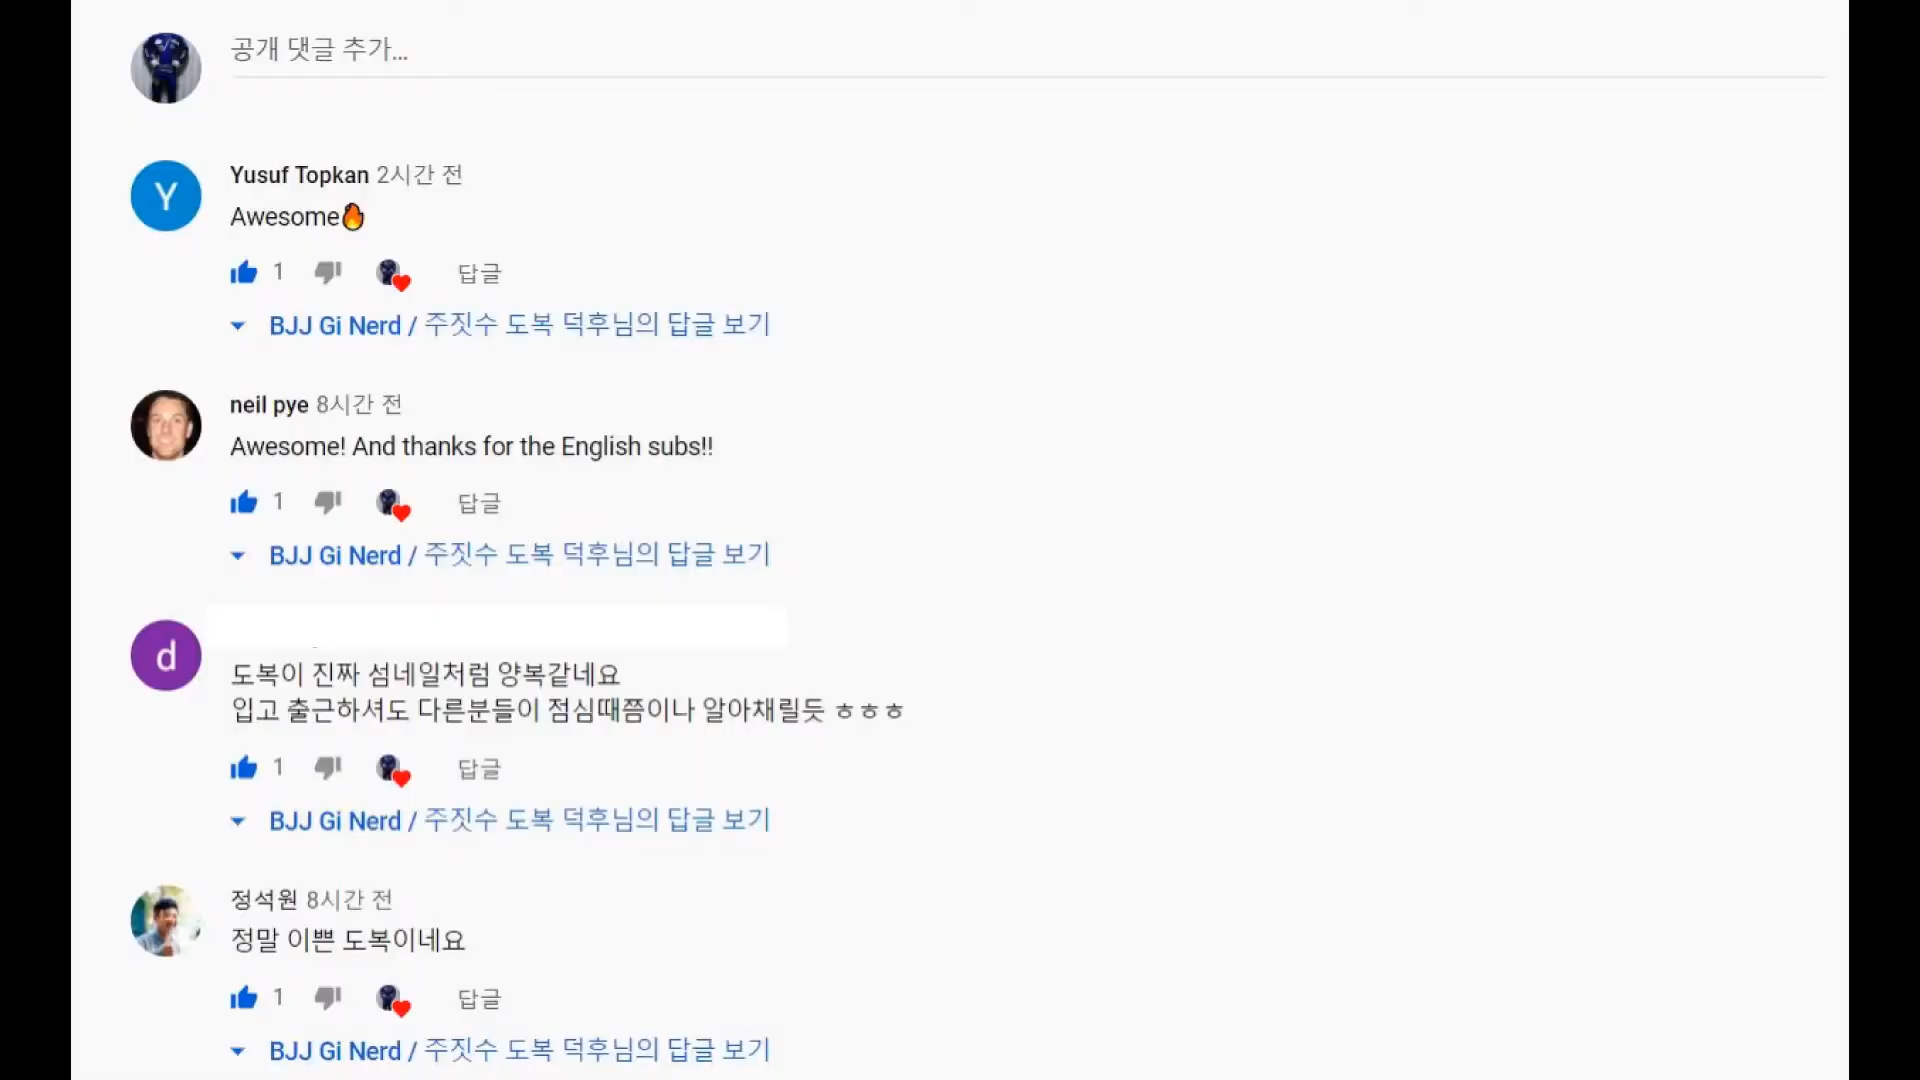 공개 댓글 추가...
Yusuf Topkan 2시간 전
Awesome🔥
1 답글
BJJ Gi Nerd / 주짓수 도복 덕후님의 답글 보기
neil pye 8시간 전
Awesome! And thanks for the English subs!!
1 답글
BJJ Gi Nerd / 주짓수 도복 덕후님의 답글 보기
도복이 진짜 섬네일처럼 양복같네요
입고 출근하셔도 다른분들이 점심때쯤이나 알아채릴듯 ㅎㅎㅎ
1 답글
BJJ Gi Nerd / 주짓수 도복 덕후님의 답글 보기
정석원 8시간 전
정말 이쁜 도복이네요
1 답글
BJJ Gi Nerd / 주짓수 도복 덕후님의 답글 보기
Y
d